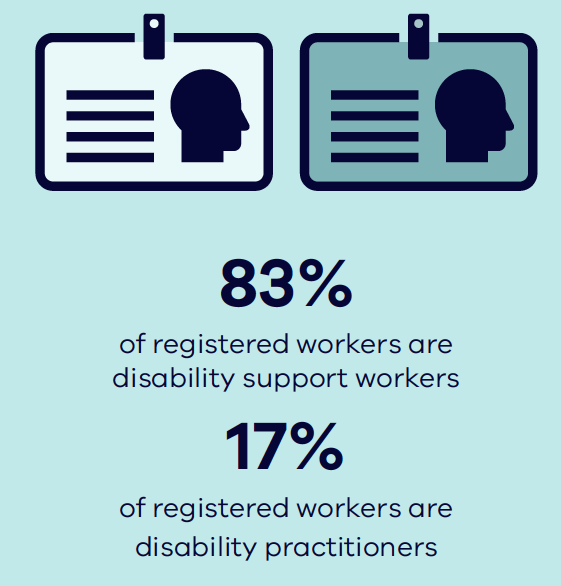 83%
of registered workers are
disability support workers
17%
of registered workers are
disability practitioners